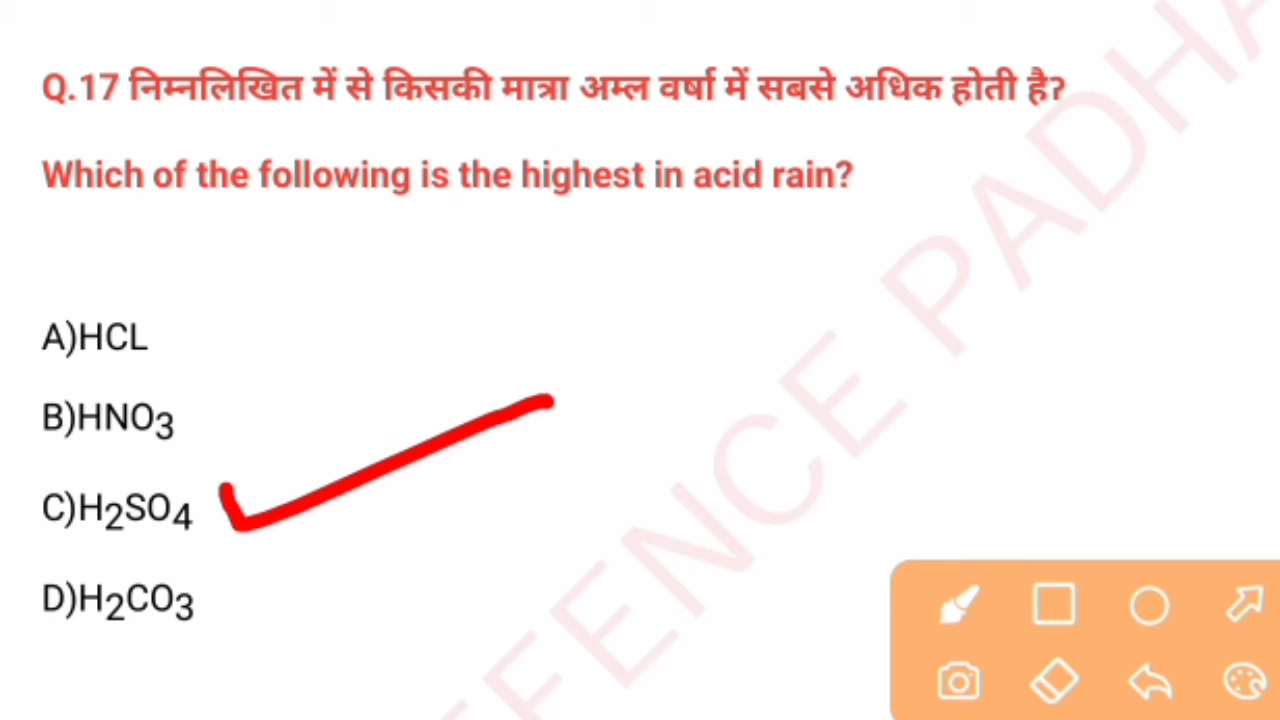 Q.17 निम्नलिखित में से किसकी मात्रा अम्ल वर्षा में सबसे अधिक होती है?
Which of the following is the highest in acid rain?
A)HCL
B)HNO3
C)H2SO4
D)H2CO3